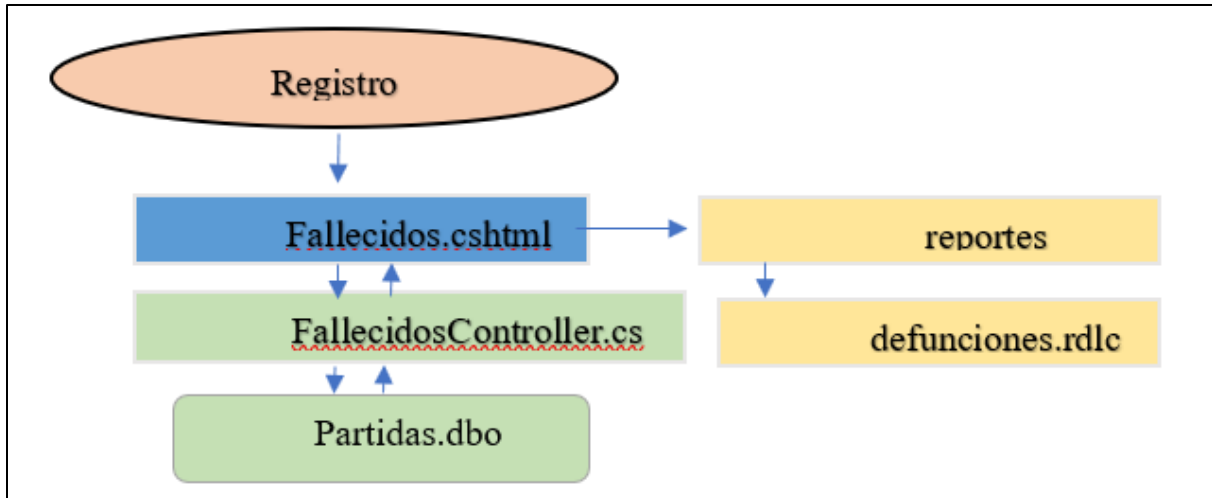 Registro
Fallecidos.cshtml
reportes
FallecidosController.cs
defunciones.rdlc
Partidas.dbo